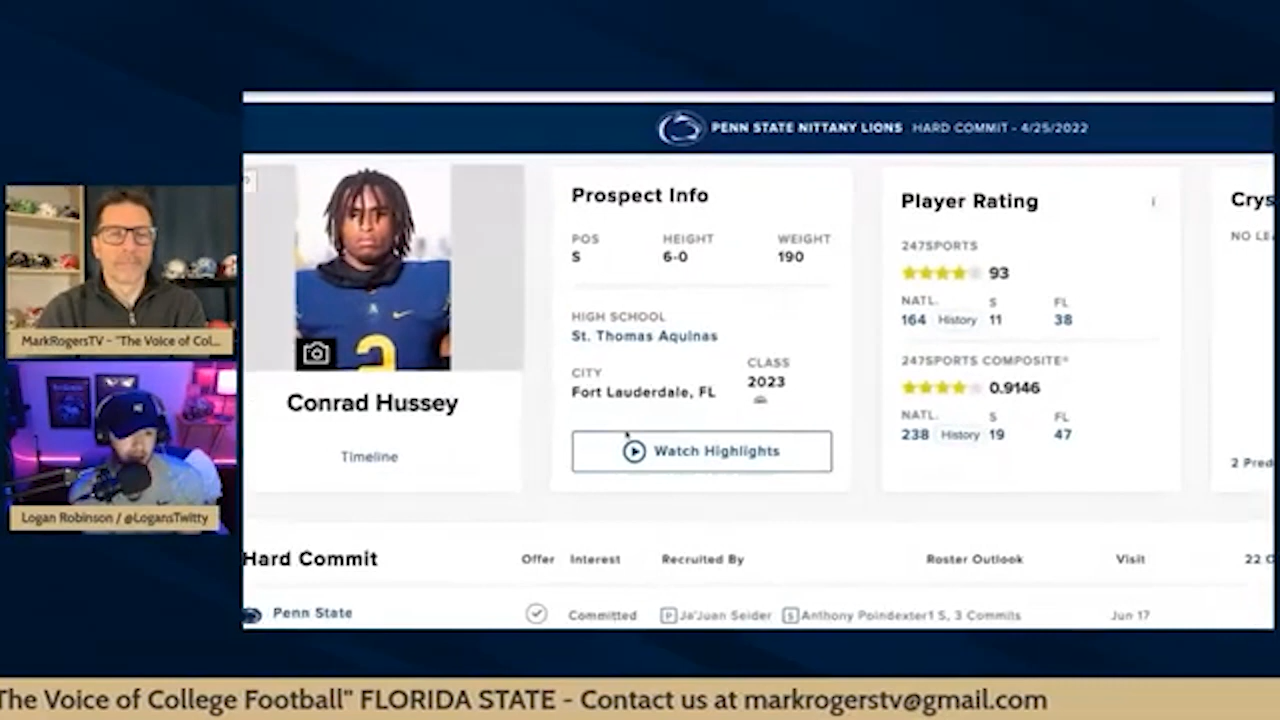 PENN STATE NITTANY LIONS HARD COMMIT - 4/25/2022
Prospect Info
POS HEIGHT WEIGHT
S 6-0 190
HIGH SCHOOL
St. Thomas Aquinas
CITY CLASS
Fort Lauderdale, FL 2023
Watch Highlights
Conrad Hussey
Timeline
Player Rating
247SPORTS
93
NATL. S FL
164 History 11 38
247SPORTS COMPOSITE®
0.9146
NATL. S FL
238 History 19 47
Crys
NO LEA
2 Pred
Hard Commit Offer Interest Recruited By Roster Outlook Visit 22
Penn State Committed P Ja'Juan Seider S Anthony Poindexter 1 S, 3 Commits Jun 17
MarkRogersTV - "The Voice of Col...
Logan Robinson / @LogansTwitty
The Voice of College Football" FLORIDA STATE - Contact us at markrogerstv@gmail.com